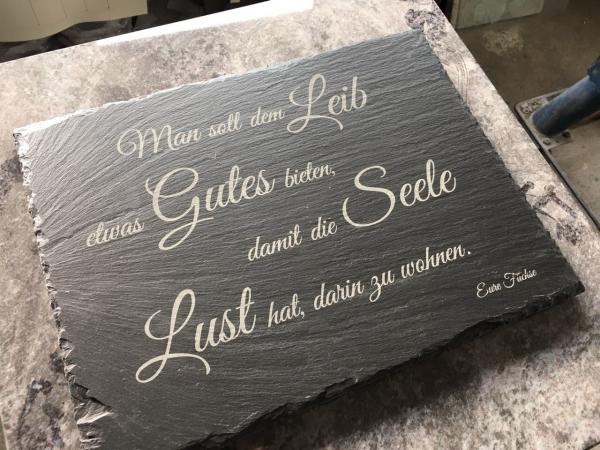 Man soll dem Leib
etwas Gutes bieten,
damit die Seele
Lust hat, darin zu wohnen.
Eure Füchse